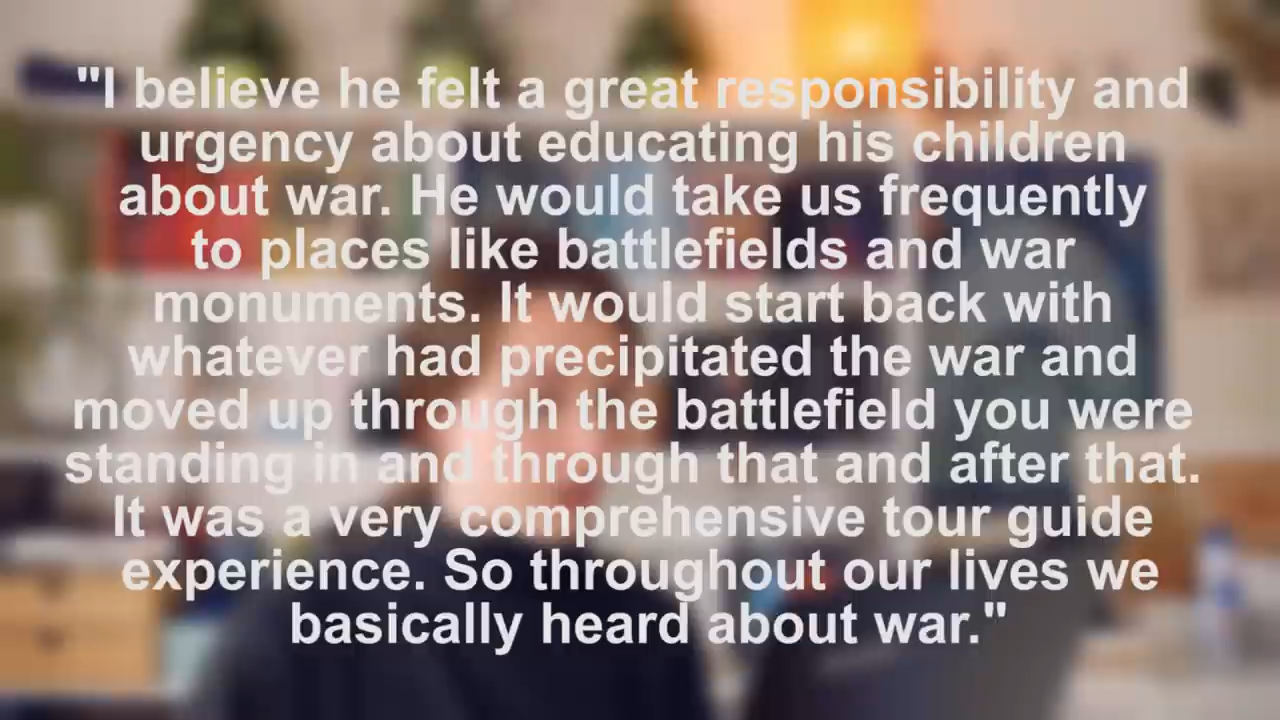 "I believe he felt a great responsibility and
urgency about educating his children
about war. He would take us frequently
to places like battlefields and war
monuments. It would start back with
whatever had precipitated the war and
moved up through the battlefield you were
standing in and through that and after that.
It was a very comprehensive tour guide
experience. So throughout our lives we
basically heard about war."